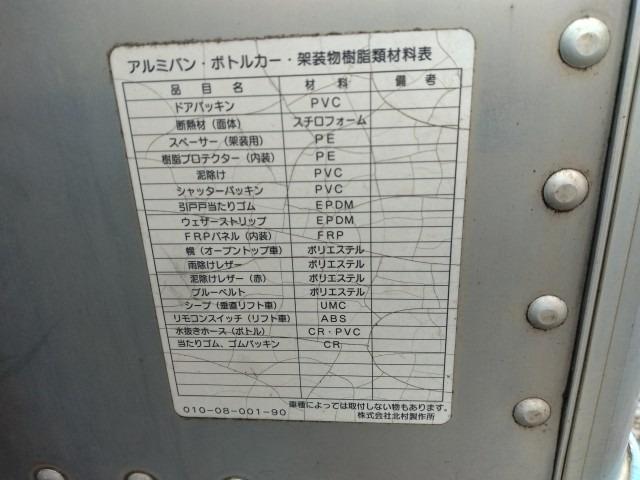 アルミバン・ボトルカー・架装物樹脂類材料表
品目名 材料 備考
ドアパッキン PVC
断熱材（面体） スチロフォーム
スペーサー（架装用） PE
樹脂プロテクター（内装） PE
泥除け PVC
シャッターパッキン PVC
引戸戸当たりゴム EPDM
ウェザーストリップ EPDM
FRPパネル（内装） FRP
幌（オープントップ車） ポリエステル
雨除けレザー ポリエステル
泥除けレザー（赤） ポリエステル
ブルーベルト ポリエステル
シーブ（垂直リフト車） UMC
リモコンスイッチ（リフト車） ABS
水抜きホース（ボトル） CR・PVC
当たりゴム、ゴムパッキン CR
車種によっては取付しない物もあります。
010-08-001-90 株式会社北村製作所